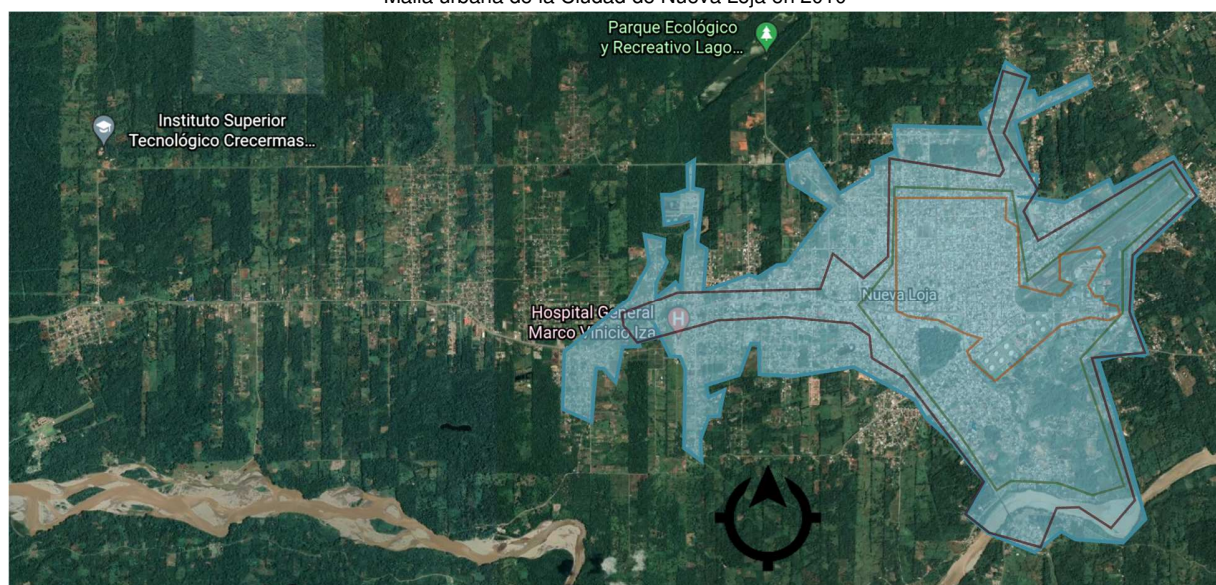 Malla urbana de la Ciudad de Nueva Loja en 2010
Parque Ecológico
y Recreativo Lago...
Instituto Superior
Tecnológico Crecermas...
Hospital General
Marco Vinicio Iza
H
Nueva Loja